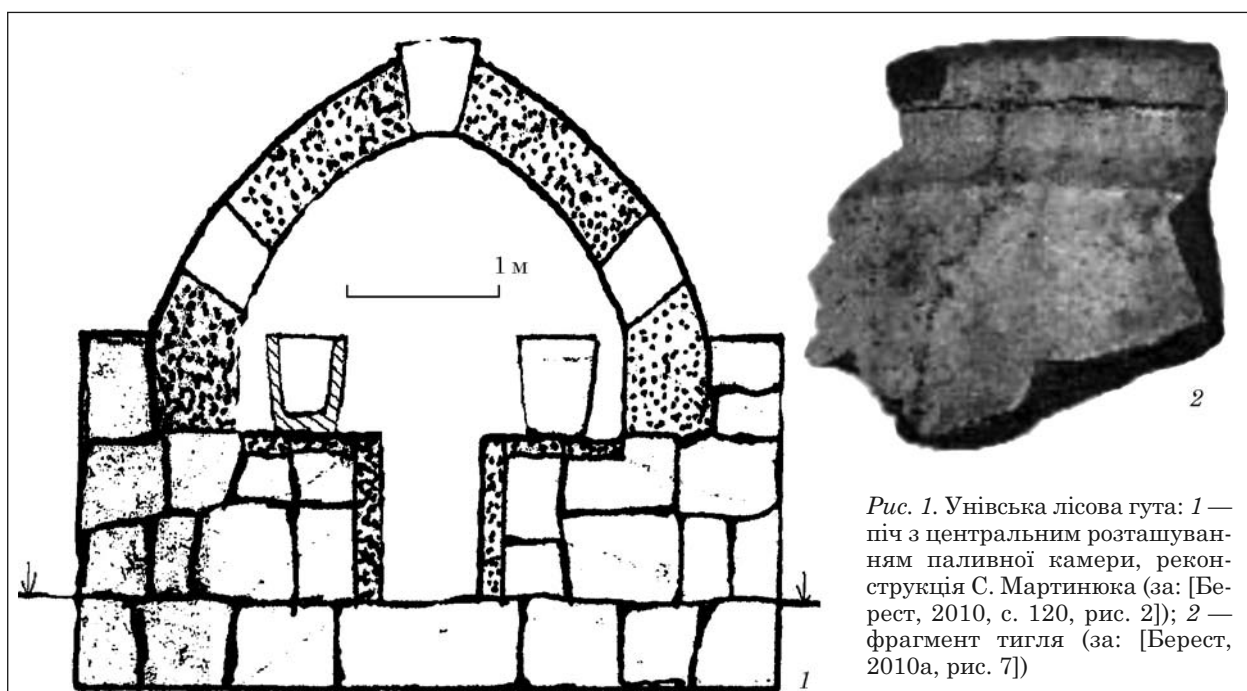 1 м
1
2
Рис. 1. Унівська лісова гута: 1 —
піч з центральним розташуван-
ням паливної камери, рекон-
струкція С. Мартинюка (за: [Бе-
рест, 2010, с. 120, рис. 2]); 2 —
фрагмент тигля (за: [Берест,
2010а, рис. 7])